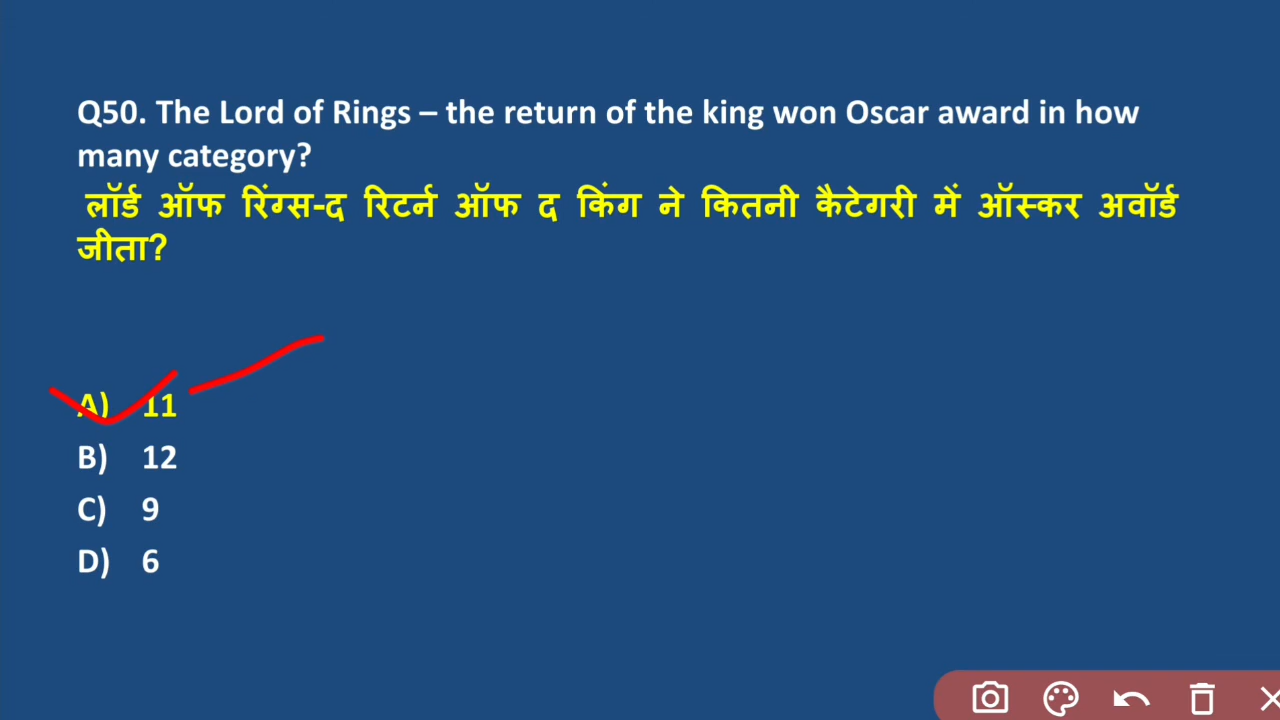 Q50. The Lord of Rings – the return of the king won Oscar award in how
many category?
लॉर्ड ऑफ रिंग्स-द रिटर्न ऑफ द किंग ने कितनी कैटेगरी में ऑस्कर अवॉर्ड
जीता?
A) 11
B) 12
C) 9
D) 6